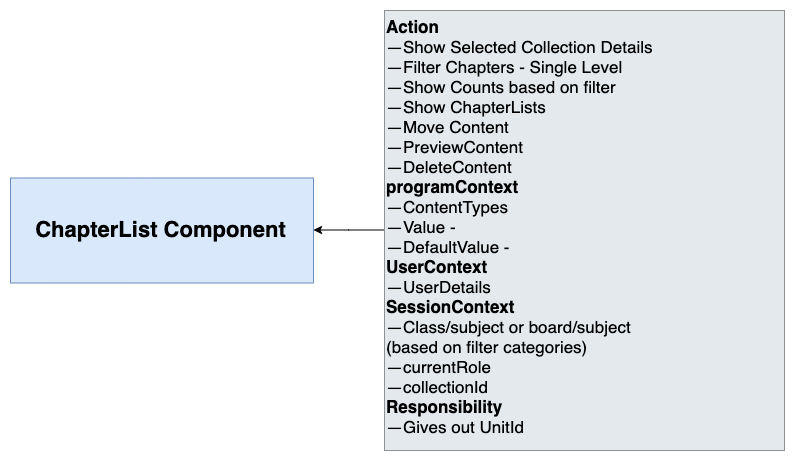 ChapterList Component
Action
—Show Selected Collection Details
—Filter Chapters - Single Level
—Show Counts based on filter
—Show ChapterLists
—Move Content
—PreviewContent
—DeleteContent
programContext
—ContentTypes
—Value -
—DefaultValue -
UserContext
—UserDetails
SessionContext
—Class/subject or board/subject
(based on filter categories)
—currentRole
—collectionId
Responsibility
—Gives out UnitId